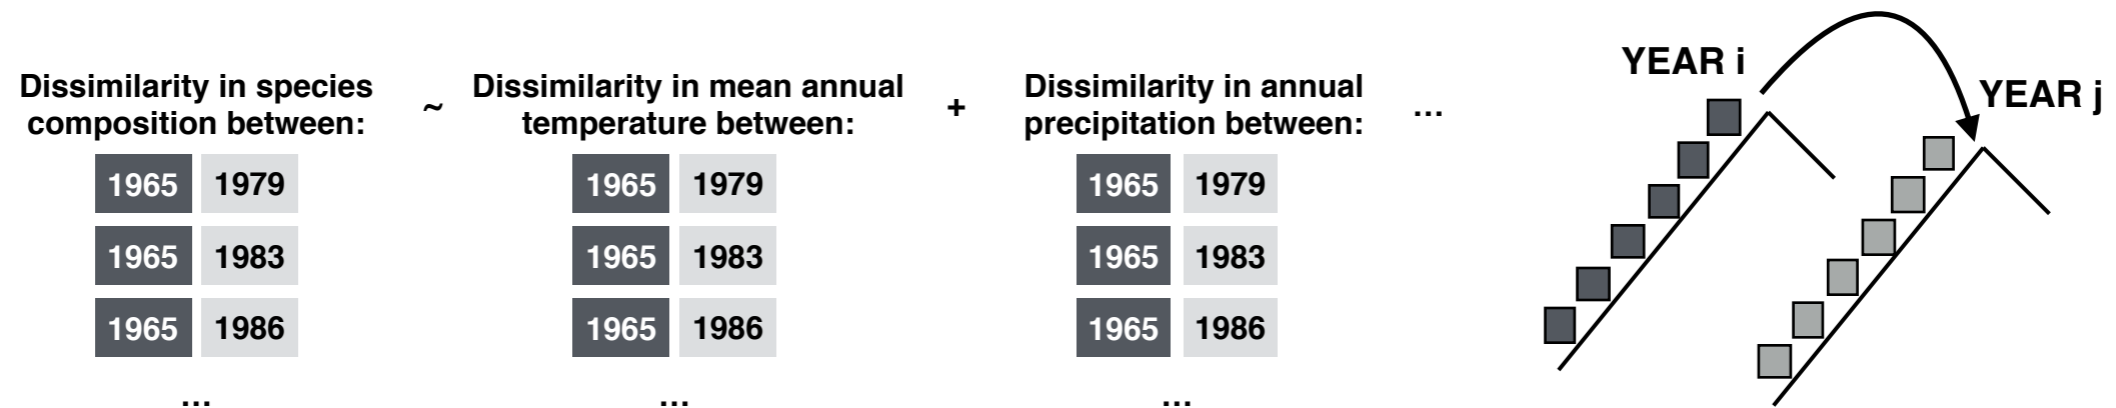 Dissimilarity in species
composition between:
~
Dissimilarity in mean annual
temperature between:
+
Dissimilarity in annual
precipitation between:
...
1965 1979
1965 1983
1965 1986
...
1965 1979
1965 1983
1965 1986
...
1965 1979
1965 1983
1965 1986
...
YEAR i
YEAR j